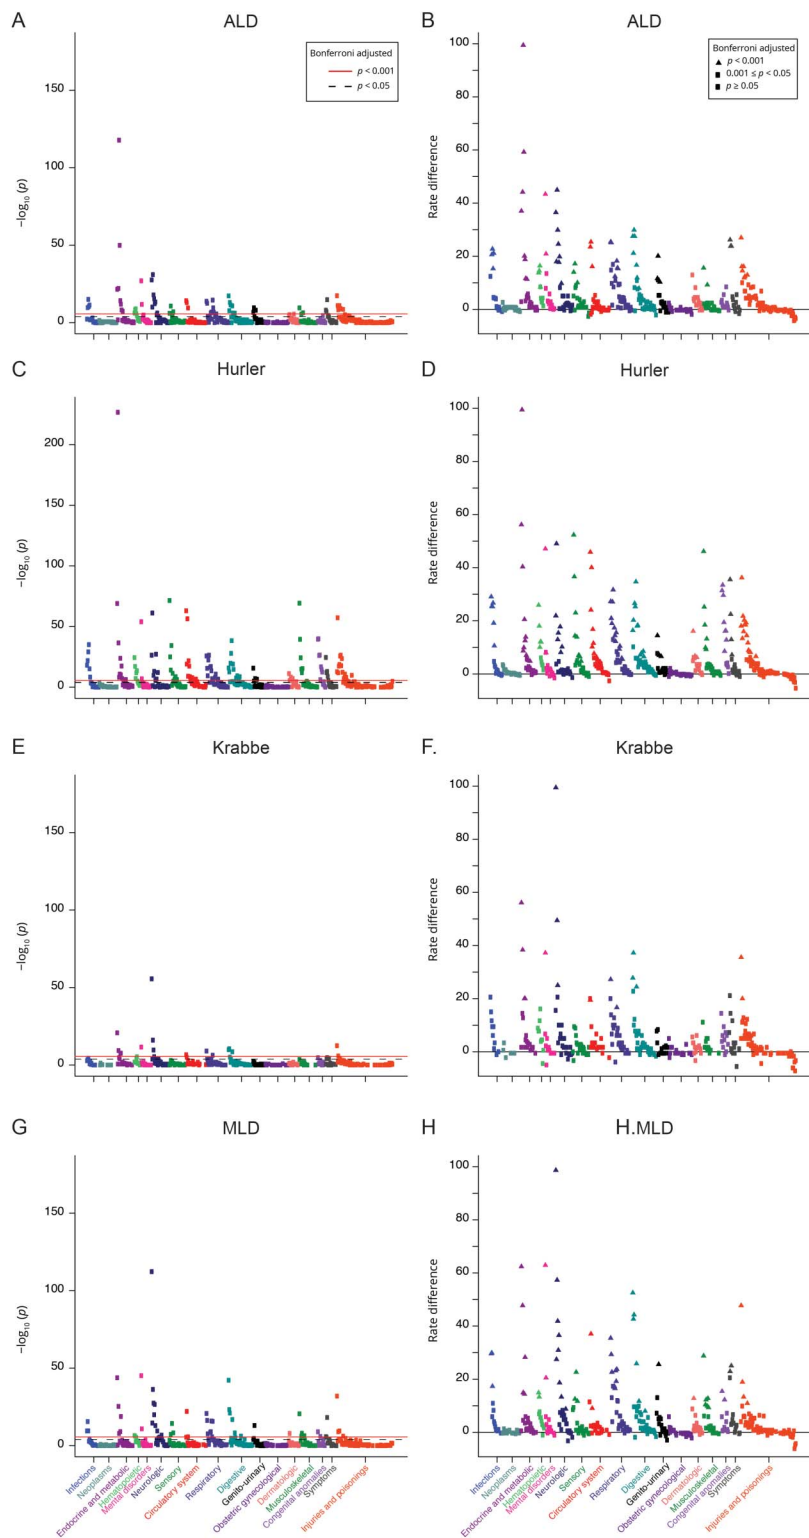 A
ALD
Bonferroni adjusted
p < 0.001
p < 0.05
−log10 (p)
150
100
50
0
B
ALD
Bonferroni adjusted
p < 0.001
0.001 ≤ p < 0.05
p ≥ 0.05
Rate difference
100
80
60
40
20
0
C
Hurler
−log10 (p)
200
150
100
50
0
D
Hurler
Rate difference
100
80
60
40
20
0
E
Krabbe
−log10 (p)
150
100
50
0
F.
Krabbe
Rate difference
100
80
60
40
20
0
G
MLD
−log10 (p)
150
100
50
0
Infections
Neoplasms
Endocrine and metabolic
Hematopoietic
Mental disorders
Neurologic
Sensory
Circulatory system
Respiratory
Digestive
Genito-urinary
Obstetric gynecological
Dermatologic
Musculoskeletal
Congenital anomalies
Symptoms
Injuries and poisonings
H
H.MLD
Rate difference
100
80
60
40
20
0
Infections
Neoplasms
Endocrine and metabolic
Hematopoietic
Mental disorders
Neurologic
Sensory
Circulatory system
Respiratory
Digestive
Genito-urinary
Obstetric gynecological
Dermatologic
Musculoskeletal
Congenital anomalies
Symptoms
Injuries and poisonings